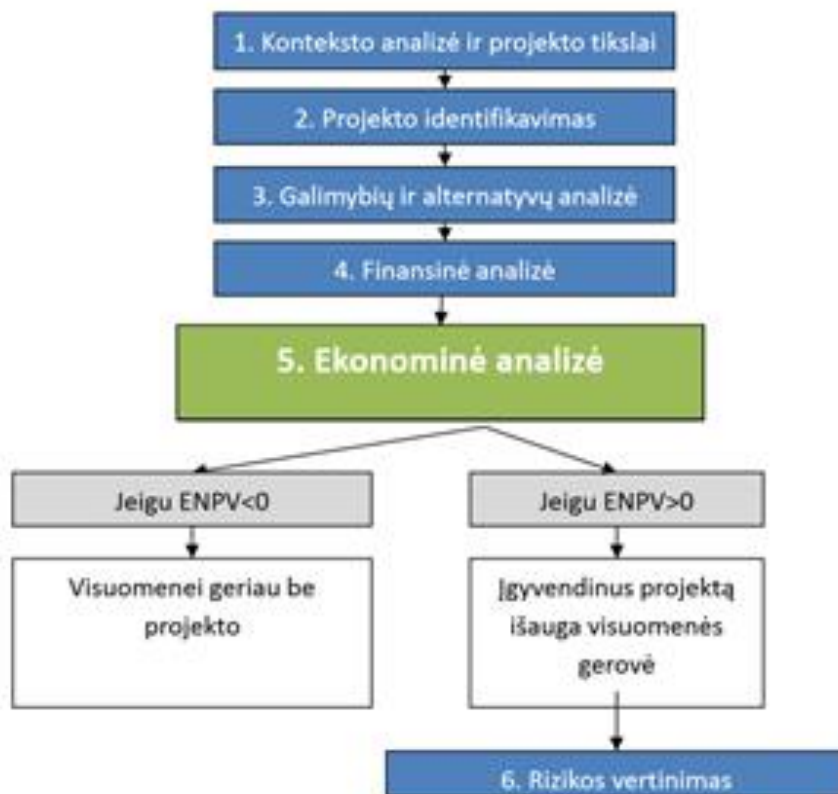 1. Konteksto analizė ir projekto tikslai
2. Projekto identifikavimas
3. Galimybių ir alternatyvų analizė
4. Finansinė analizė
5. Ekonominė analizė
Jeigu ENPV<0
Jeigu ENPV>0
Visuomenei geriau be
projekto
Įgyvendinus projektą
išauga visuomenės
gerovė
6. Rizikos vertinimas